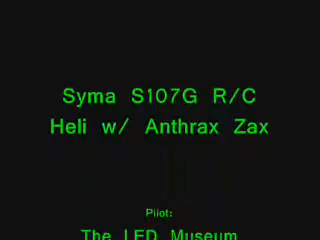 Syma S107G R/C
Heli w/ Anthrax Zax
Pilot:
The LED Museum